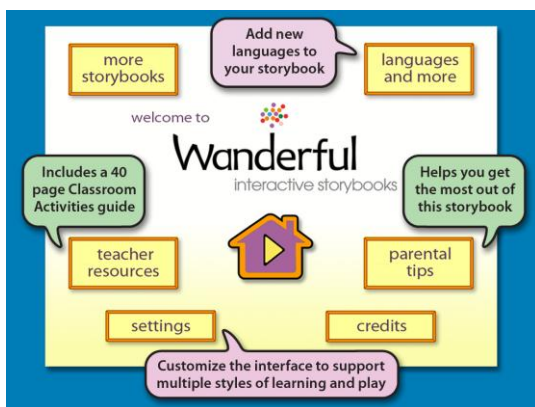 more
storybooks
Add new
languages to
your storybook
languages
and more
welcome to
Wanderful
interactive storybooks
Includes a 40
page Classroom
Activities guide
Helps you get
the most out of
this storybook
teacher
resources
parental
tips
settings
credits
Customize the interface to support
multiple styles of learning and play